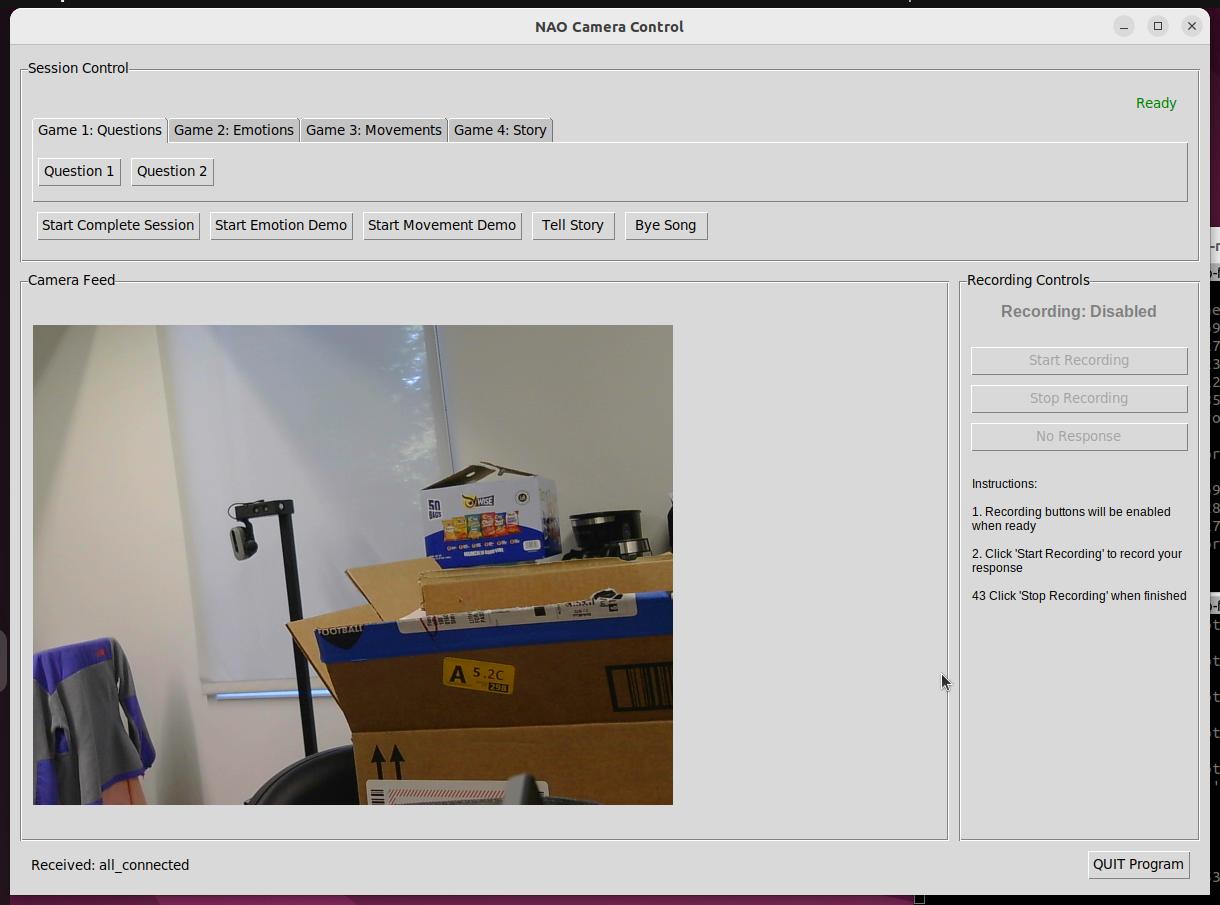 NAO Camera Control
Session Control
Ready
Game 1: Questions
Game 2: Emotions
Game 3: Movements
Game 4: Story
Question 1
Question 2
Start Complete Session
Start Emotion Demo
Start Movement Demo
Tell Story
Bye Song
Camera Feed
50
BAGS
WISE
FOOTBALL
A 5.2C
298
Recording Controls
Recording: Disabled
Start Recording
Stop Recording
No Response
Instructions:
1. Recording buttons will be enabled
when ready
2. Click 'Start Recording' to record your
response
43 Click 'Stop Recording' when finished
Received: all_connected
QUIT Program